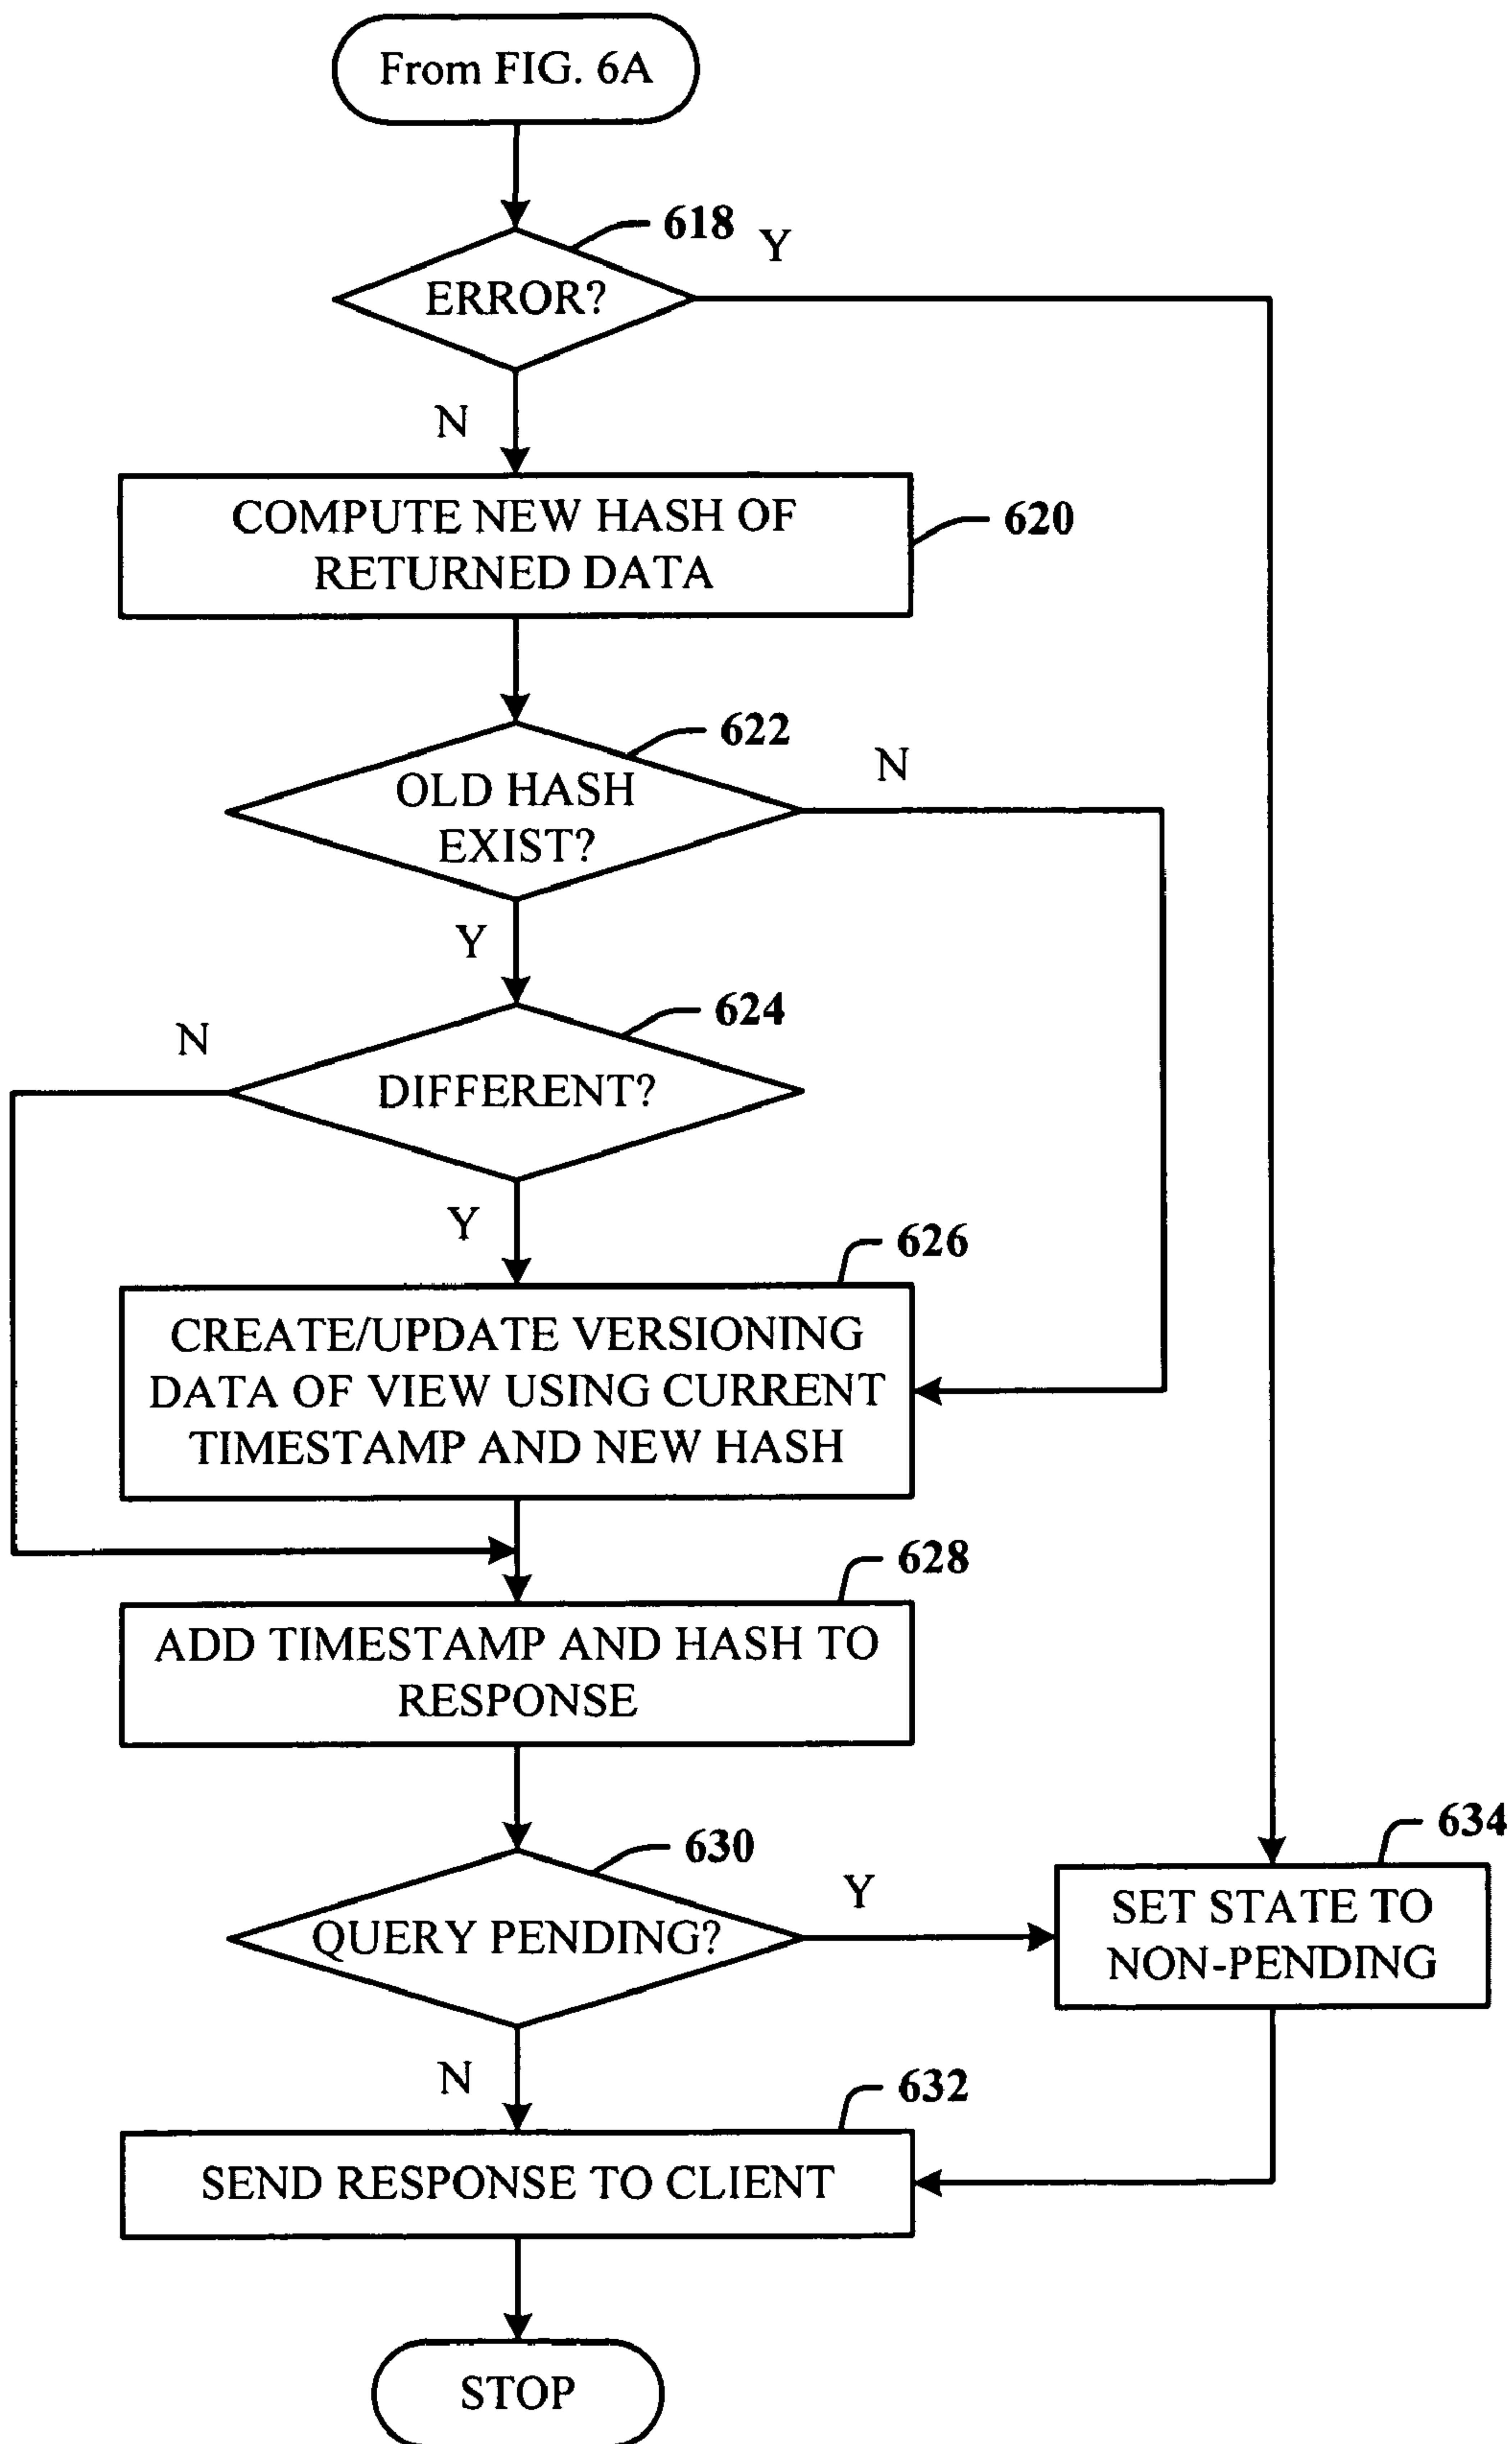 From FIG. 6A
618
Y
ERROR?
N
COMPUTE NEW HASH OF
RETURNED DATA
620
622
N
OLD HASH
EXIST?
Y
624
N
DIFFERENT?
Y
626
CREATE/UPDATE VERSIONING
DATA OF VIEW USING CURRENT
TIMESTAMP AND NEW HASH
628
ADD TIMESTAMP AND HASH TO
RESPONSE
630
Y
QUERY PENDING?
634
SET STATE TO
NON-PENDING
N
632
SEND RESPONSE TO CLIENT
STOP